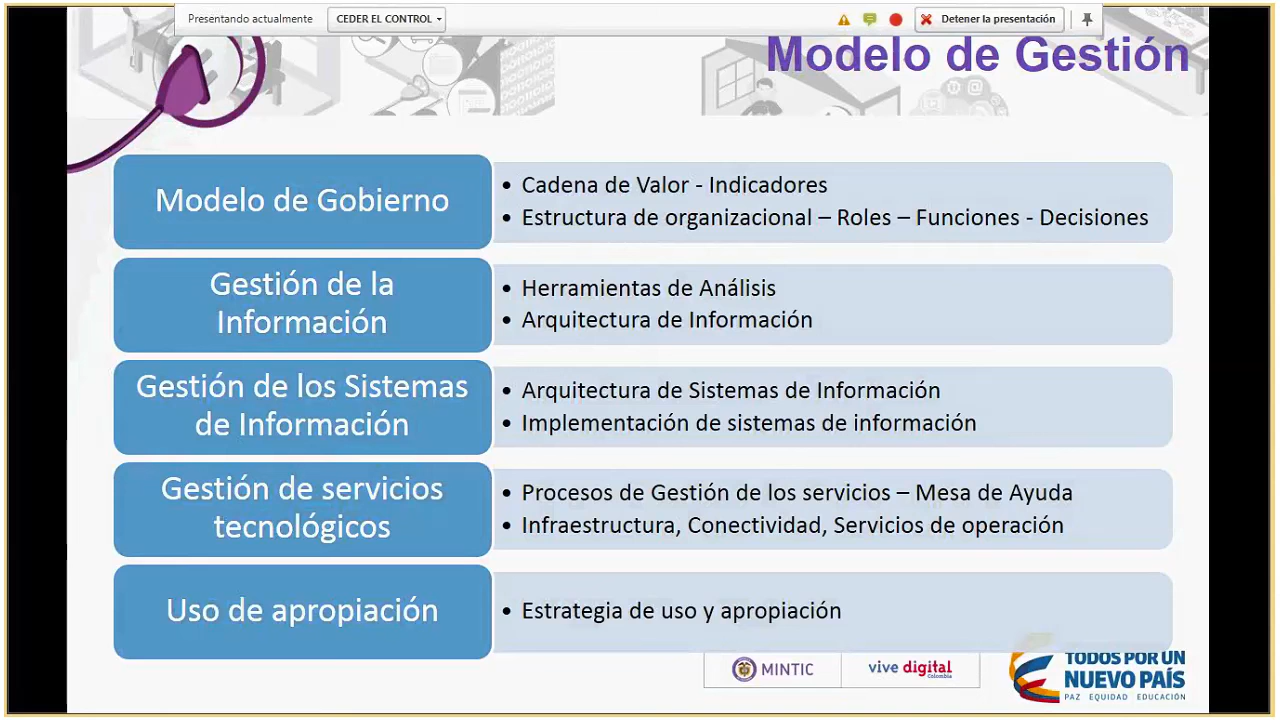 Presentando actualmente
CEDER EL CONTROL
Detener la presentación
Modelo de Gestión
Modelo de Gobierno
• Cadena de Valor - Indicadores
• Estructura de organizacional – Roles – Funciones - Decisiones
Gestión de la
Información
• Herramientas de Análisis
• Arquitectura de Información
Gestión de los Sistemas
de Información
• Arquitectura de Sistemas de Información
• Implementación de sistemas de información
Gestión de servicios
tecnológicos
• Procesos de Gestión de los servicios – Mesa de Ayuda
• Infraestructura, Conectividad, Servicios de operación
Uso de apropiación
• Estrategia de uso y apropiación
MINTIC
vive digital
Colombia
TODOS POR UN
NUEVO PAÍS
PAZ EQUIDAD EDUCACIÓN